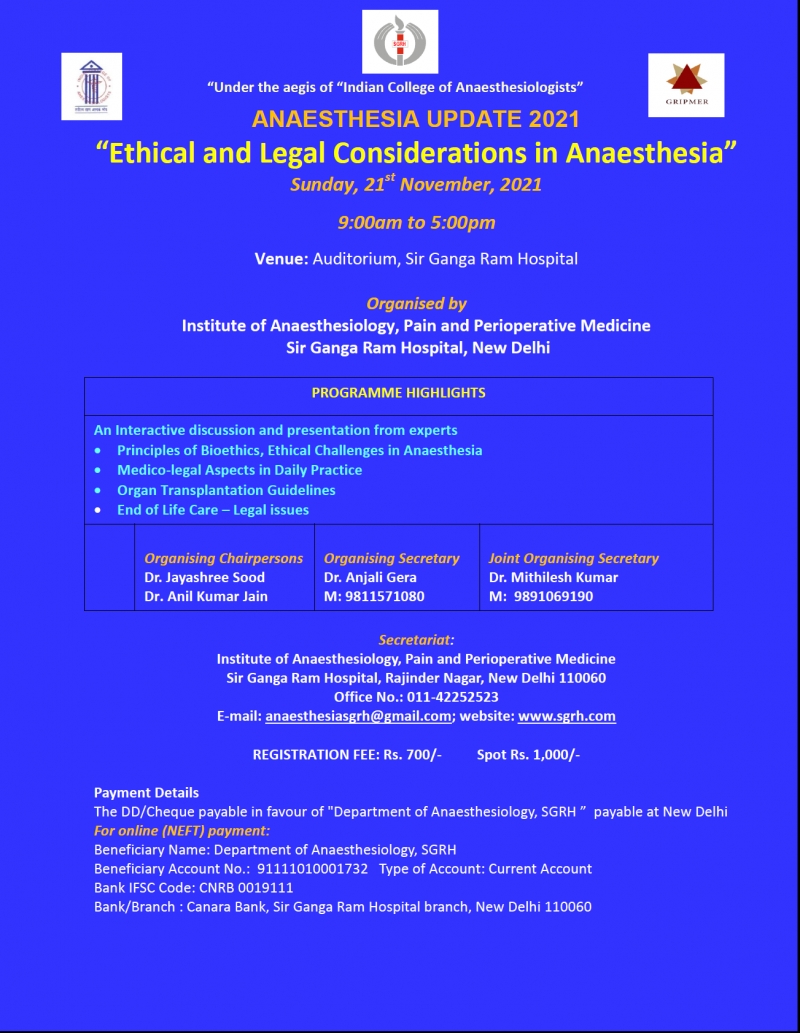 SGRH
GRIPMER
“Under the aegis of “Indian College of Anaesthesiologists”
ANAESTHESIA UPDATE 2021
“Ethical and Legal Considerations in Anaesthesia”
Sunday, 21st November, 2021
9:00am to 5:00pm
Venue: Auditorium, Sir Ganga Ram Hospital
Organised by
Institute of Anaesthesiology, Pain and Perioperative Medicine
Sir Ganga Ram Hospital, New Delhi
PROGRAMME HIGHLIGHTS
An Interactive discussion and presentation from experts
• Principles of Bioethics, Ethical Challenges in Anaesthesia
• Medico-legal Aspects in Daily Practice
• Organ Transplantation Guidelines
• End of Life Care – Legal issues
Organising Chairpersons
Dr. Jayashree Sood
Dr. Anil Kumar Jain
Organising Secretary
Dr. Anjali Gera
M: 9811571080
Joint Organising Secretary
Dr. Mithilesh Kumar
M:  9891069190
Secretariat:
Institute of Anaesthesiology, Pain and Perioperative Medicine
Sir Ganga Ram Hospital, Rajinder Nagar, New Delhi 110060
Office No.: 011-42252523
E-mail: anaesthesiasgrh@gmail.com; website: www.sgrh.com
REGISTRATION FEE: Rs. 700/-  Spot Rs. 1,000/-
Payment Details
The DD/Cheque payable in favour of "Department of Anaesthesiology, SGRH ”  payable at New Delhi
For online (NEFT) payment:
Beneficiary Name: Department of Anaesthesiology, SGRH
Beneficiary Account No.:  91111010001732  Type of Account: Current Account
Bank IFSC Code: CNRB 0019111
Bank/Branch : Canara Bank, Sir Ganga Ram Hospital branch, New Delhi 110060